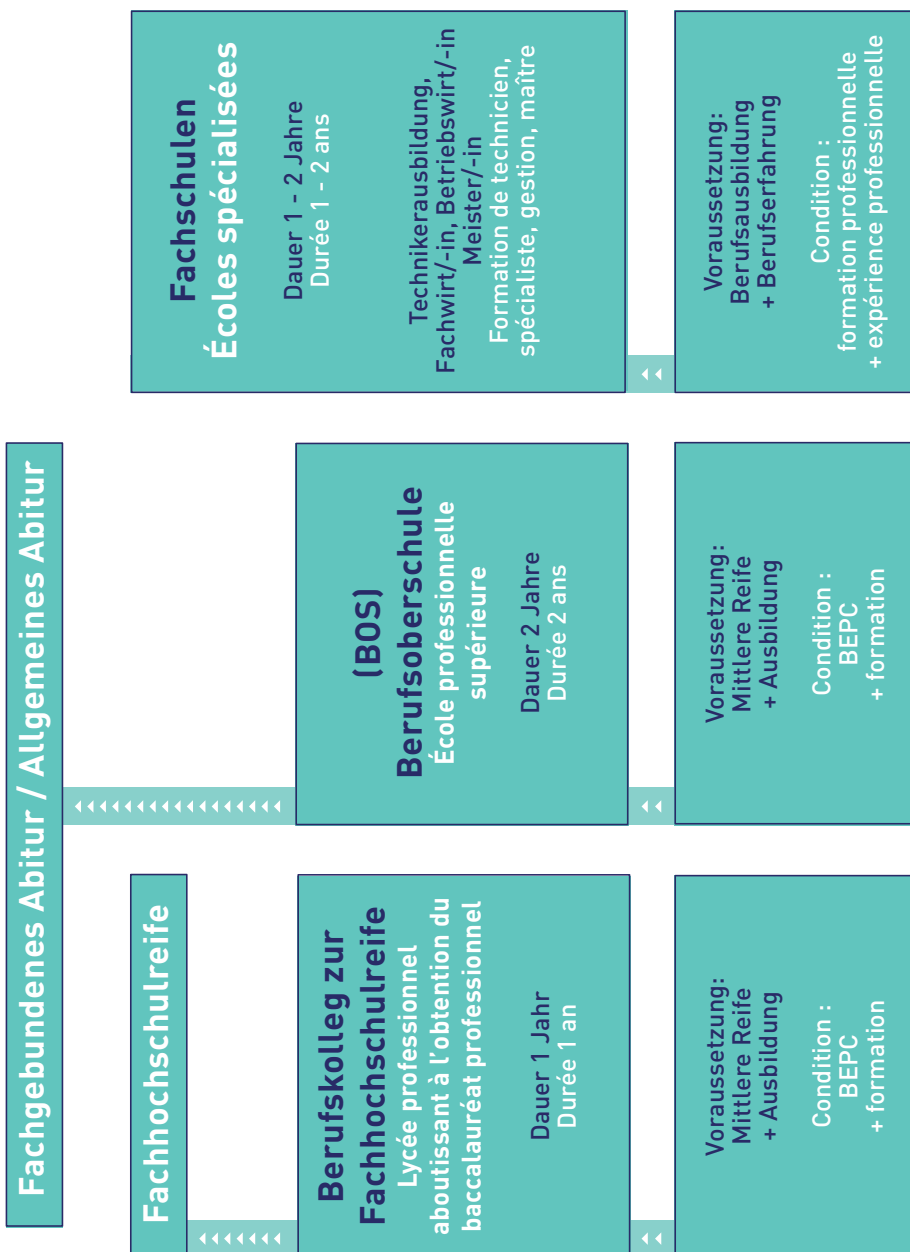 Fachgebundenes Abitur / Allgemeines Abitur
Fachhochschulreife
Berufskolleg zur
Fachhochschulreife
Lycée professionnel
aboutissant à l'obtention du
baccalauréat professionnel
Dauer 1 Jahr
Durée 1 an
Voraussetzung:
Mittlere Reife
+ Ausbildung
Condition :
BEPC
+ formation
(BOS)
Berufsoberschule
École professionnelle
supérieure
Dauer 2 Jahre
Durée 2 ans
Voraussetzung:
Mittlere Reife
+ Ausbildung
Condition :
BEPC
+ formation
Fachschulen
Écoles spécialisées
Dauer 1 - 2 Jahre
Durée 1 - 2 ans
Technikerausbildung,
Fachwirt/-in, Betriebswirt/-in
Meister/-in
Formation de technicien,
spécialiste, gestion, maître
Voraussetzung:
Berufsausbildung
+ Berufserfahrung
Condition :
formation professionnelle
+ expérience professionnelle